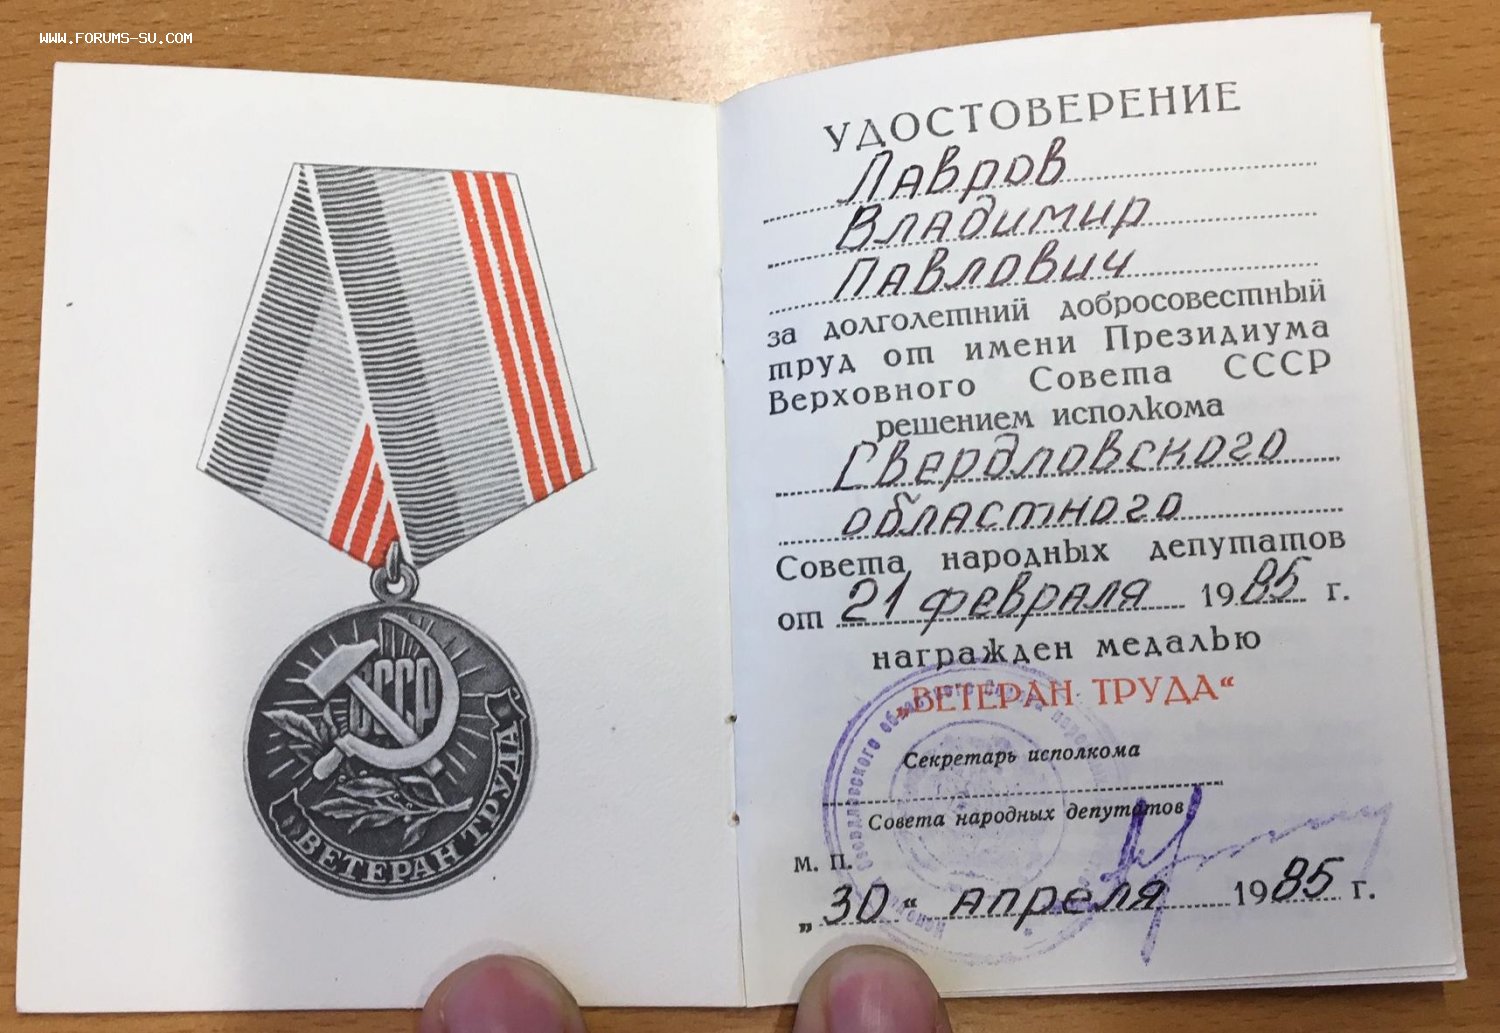 WWW.FORUMS-SU.COM
СССР
ВЕТЕРАН ТРУДА
УДОСТОВЕРЕНИЕ
Лавров
Владимир
Павлович
за долголетний добросовестный
труд от имени Президиума
Верховного Совета СССР
решением исполкома
Свердловского
областного
Совета народных депутатов
от 21 февраля 1985 г.
награжден медалью
„ВЕТЕРАН ТРУДА“
Секретарь исполкома
Совета народных депутатов
М. П.
„30“ апреля 1985 г.
Свердловского областного